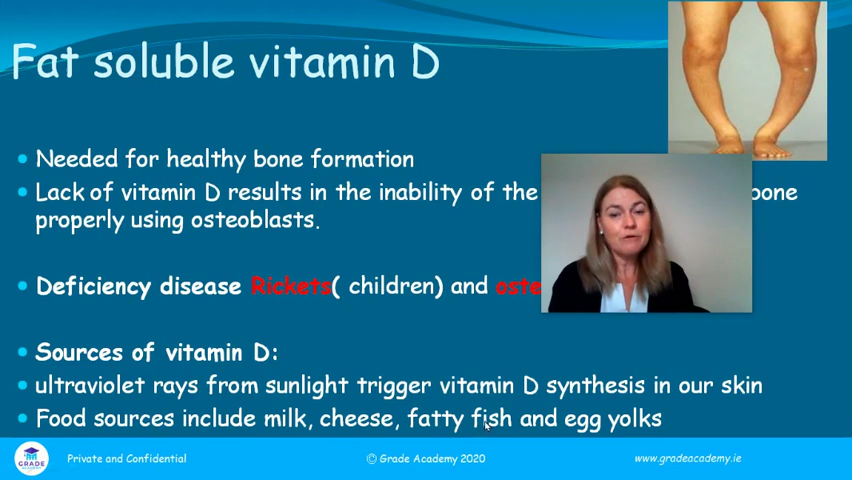 Fat soluble vitamin D
Needed for healthy bone formation
Lack of vitamin D results in the inability of the bone
properly using osteoblasts.
Deficiency disease Rickets( children) and oste
Sources of vitamin D:
ultraviolet rays from sunlight trigger vitamin D synthesis in our skin
Food sources include milk, cheese, fatty fish and egg yolks
GRADE
ACADEMY
Private and Confidential
© Grade Academy 2020
www.gradeacademy.ie